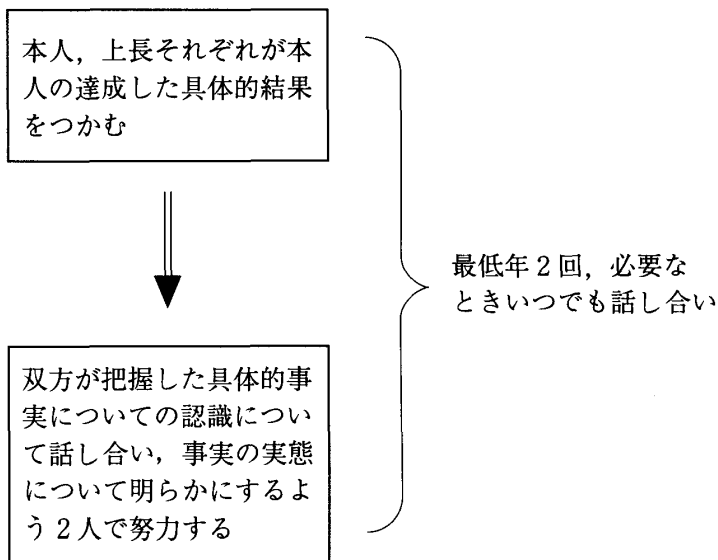 本人，上長それぞれが本
人の達成した具体的結果
をつかむ
最低年2回，必要な
ときいつでも話し合い
双方が把握した具体的事
実についての認識につい
て話し合い，事実の実態
について明らかにするよ
う2人で努力する